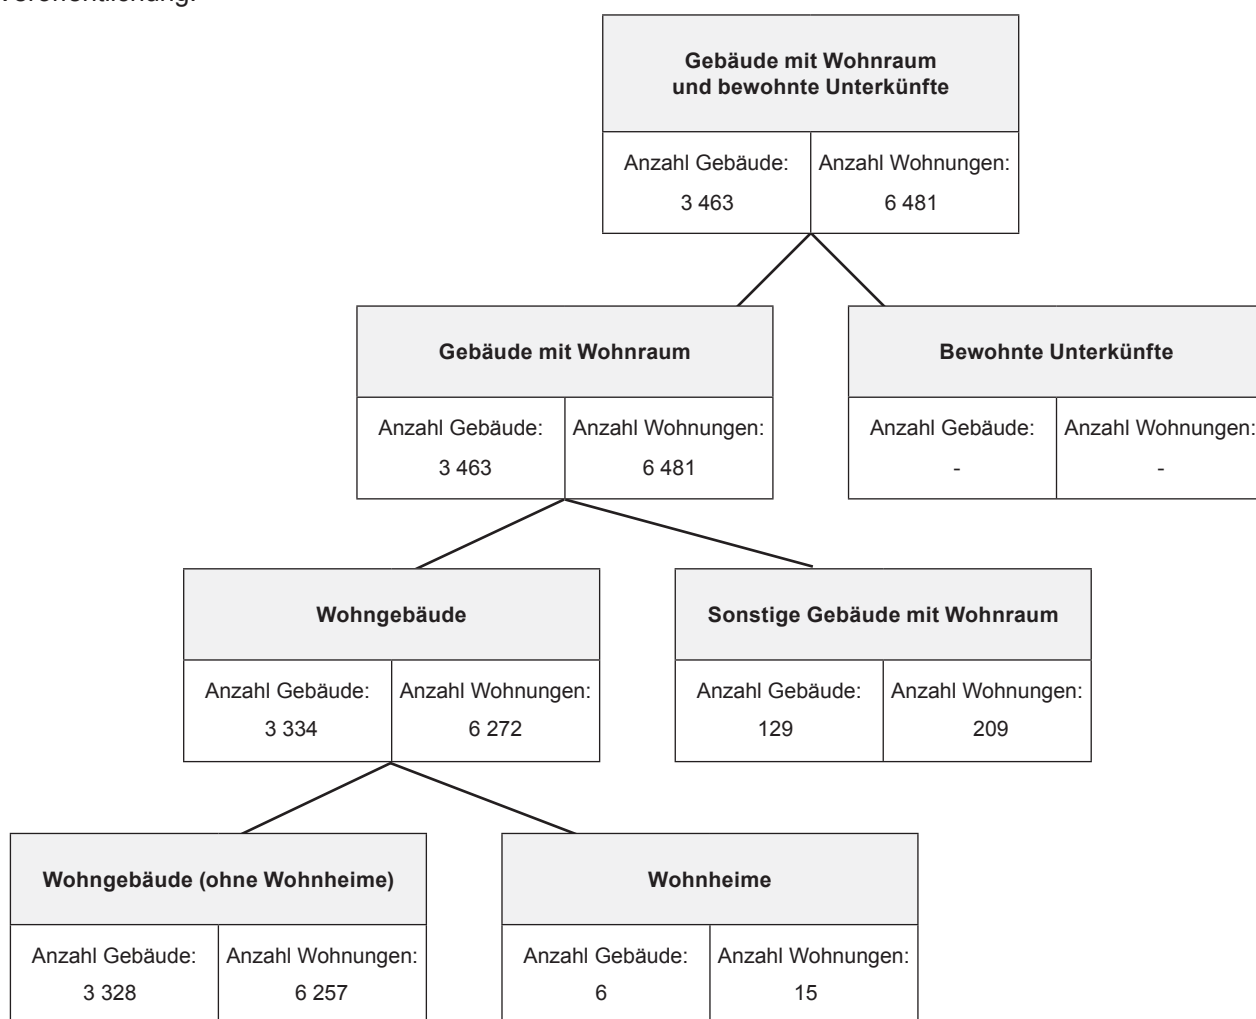 Veröffentlichung.
Gebäude mit Wohnraum
und bewohnte Unterkünfte
Anzahl Gebäude: Anzahl Wohnungen:
3 463 6 481
Gebäude mit Wohnraum Bewohnte Unterkünfte
Anzahl Gebäude: Anzahl Wohnungen: Anzahl Gebäude: Anzahl Wohnungen:
3 463 6 481 - -
Wohngebäude Sonstige Gebäude mit Wohnraum
Anzahl Gebäude: Anzahl Wohnungen: Anzahl Gebäude: Anzahl Wohnungen:
3 334 6 272 129 209
Wohngebäude (ohne Wohnheime) Wohnheime
Anzahl Gebäude: Anzahl Wohnungen: Anzahl Gebäude: Anzahl Wohnungen:
3 328 6 257 6 15